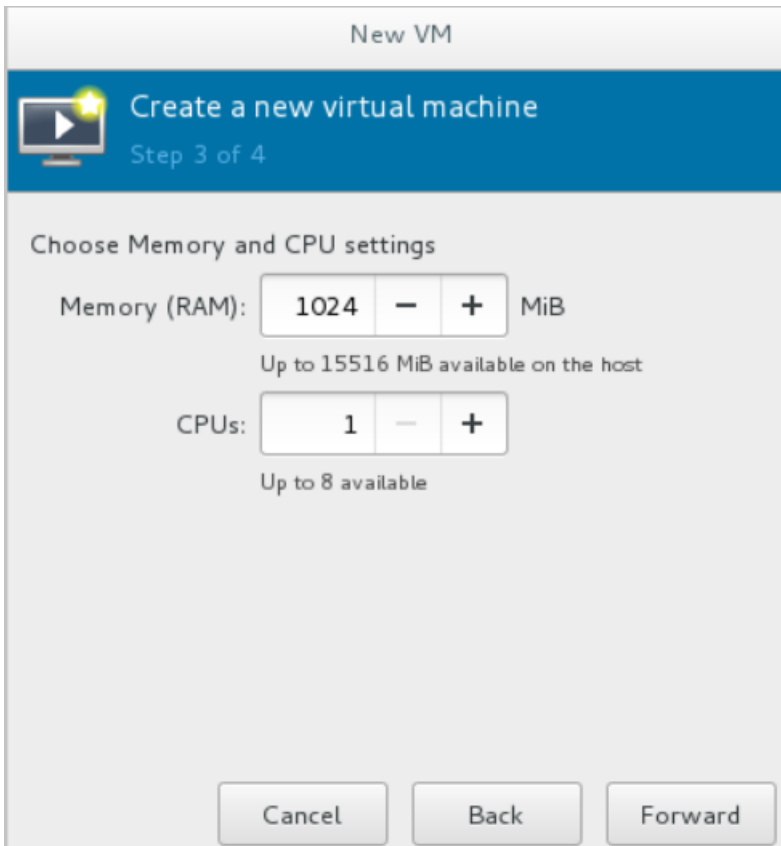 New VM
Create a new virtual machine
Step 3 of 4
Choose Memory and CPU settings
Memory (RAM): 1024 − + MiB
Up to 15516 MiB available on the host
CPUs: 1 − +
Up to 8 available
Cancel Back Forward